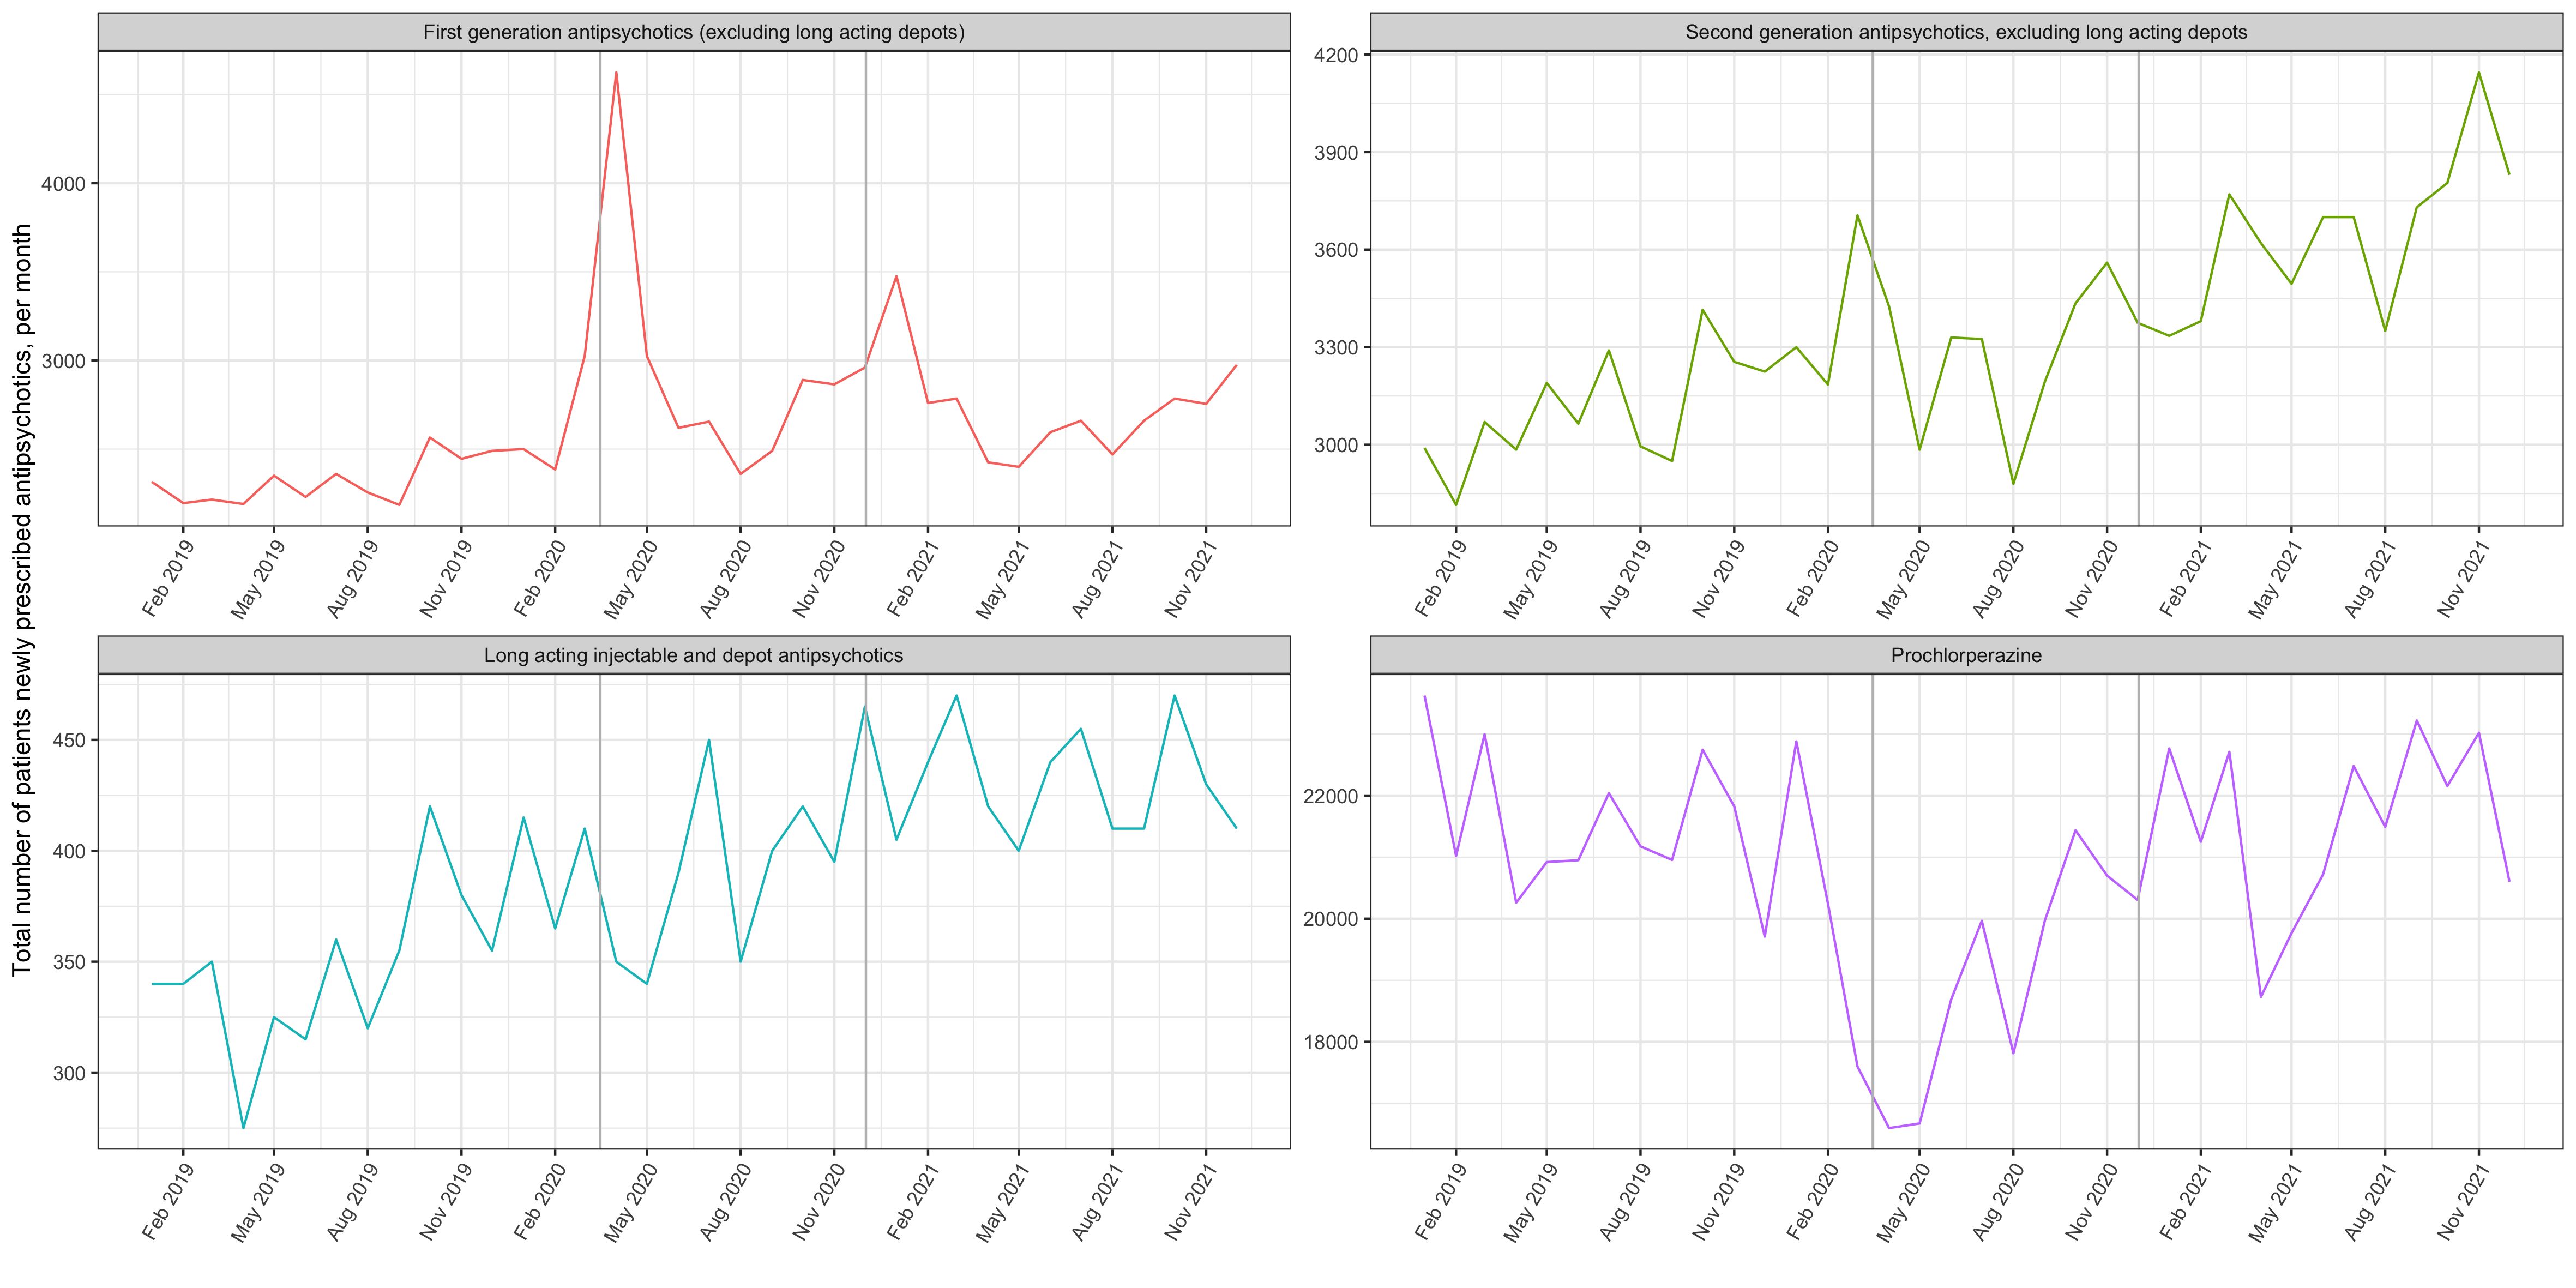 Total number of patients newly prescribed antipsychotics, per month
First generation antipsychotics (excluding long acting depots)
4000
3000
Feb 2019
May 2019
Aug 2019
Nov 2019
Feb 2020
May 2020
Aug 2020
Nov 2020
Feb 2021
May 2021
Aug 2021
Nov 2021
Second generation antipsychotics, excluding long acting depots
4200
3900
3600
3300
3000
Feb 2019
May 2019
Aug 2019
Nov 2019
Feb 2020
May 2020
Aug 2020
Nov 2020
Feb 2021
May 2021
Aug 2021
Nov 2021
Long acting injectable and depot antipsychotics
450
400
350
300
Feb 2019
May 2019
Aug 2019
Nov 2019
Feb 2020
May 2020
Aug 2020
Nov 2020
Feb 2021
May 2021
Aug 2021
Nov 2021
Prochlorperazine
22000
20000
18000
Feb 2019
May 2019
Aug 2019
Nov 2019
Feb 2020
May 2020
Aug 2020
Nov 2020
Feb 2021
May 2021
Aug 2021
Nov 2021